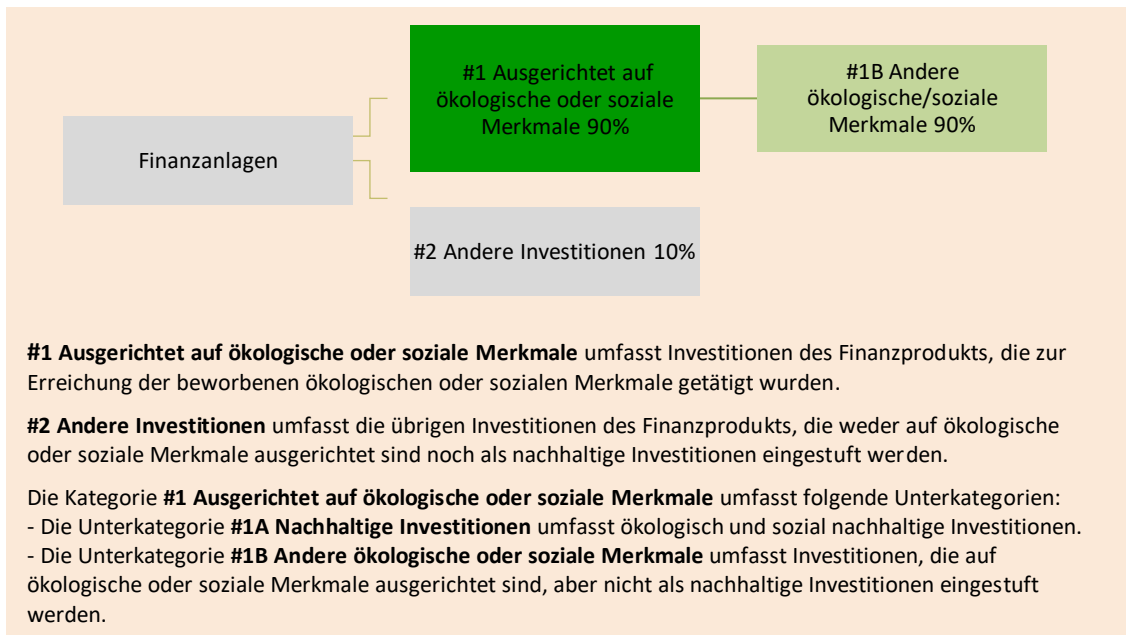 #1 Ausgerichtet auf
ökologische oder soziale
Merkmale 90%
#1B Andere
ökologische/soziale
Merkmale 90%
Finanzanlagen
#2 Andere Investitionen 10%
#1 Ausgerichtet auf ökologische oder soziale Merkmale umfasst Investitionen des Finanzprodukts, die zur
Erreichung der beworbenen ökologischen oder sozialen Merkmale getätigt wurden.
#2 Andere Investitionen umfasst die übrigen Investitionen des Finanzprodukts, die weder auf ökologische
oder soziale Merkmale ausgerichtet sind noch als nachhaltige Investitionen eingestuft werden.
Die Kategorie #1 Ausgerichtet auf ökologische oder soziale Merkmale umfasst folgende Unterkategorien:
- Die Unterkategorie #1A Nachhaltige Investitionen umfasst ökologisch und sozial nachhaltige Investitionen.
- Die Unterkategorie #1B Andere ökologische oder soziale Merkmale umfasst Investitionen, die auf
ökologische oder soziale Merkmale ausgerichtet sind, aber nicht als nachhaltige Investitionen eingestuft
werden.